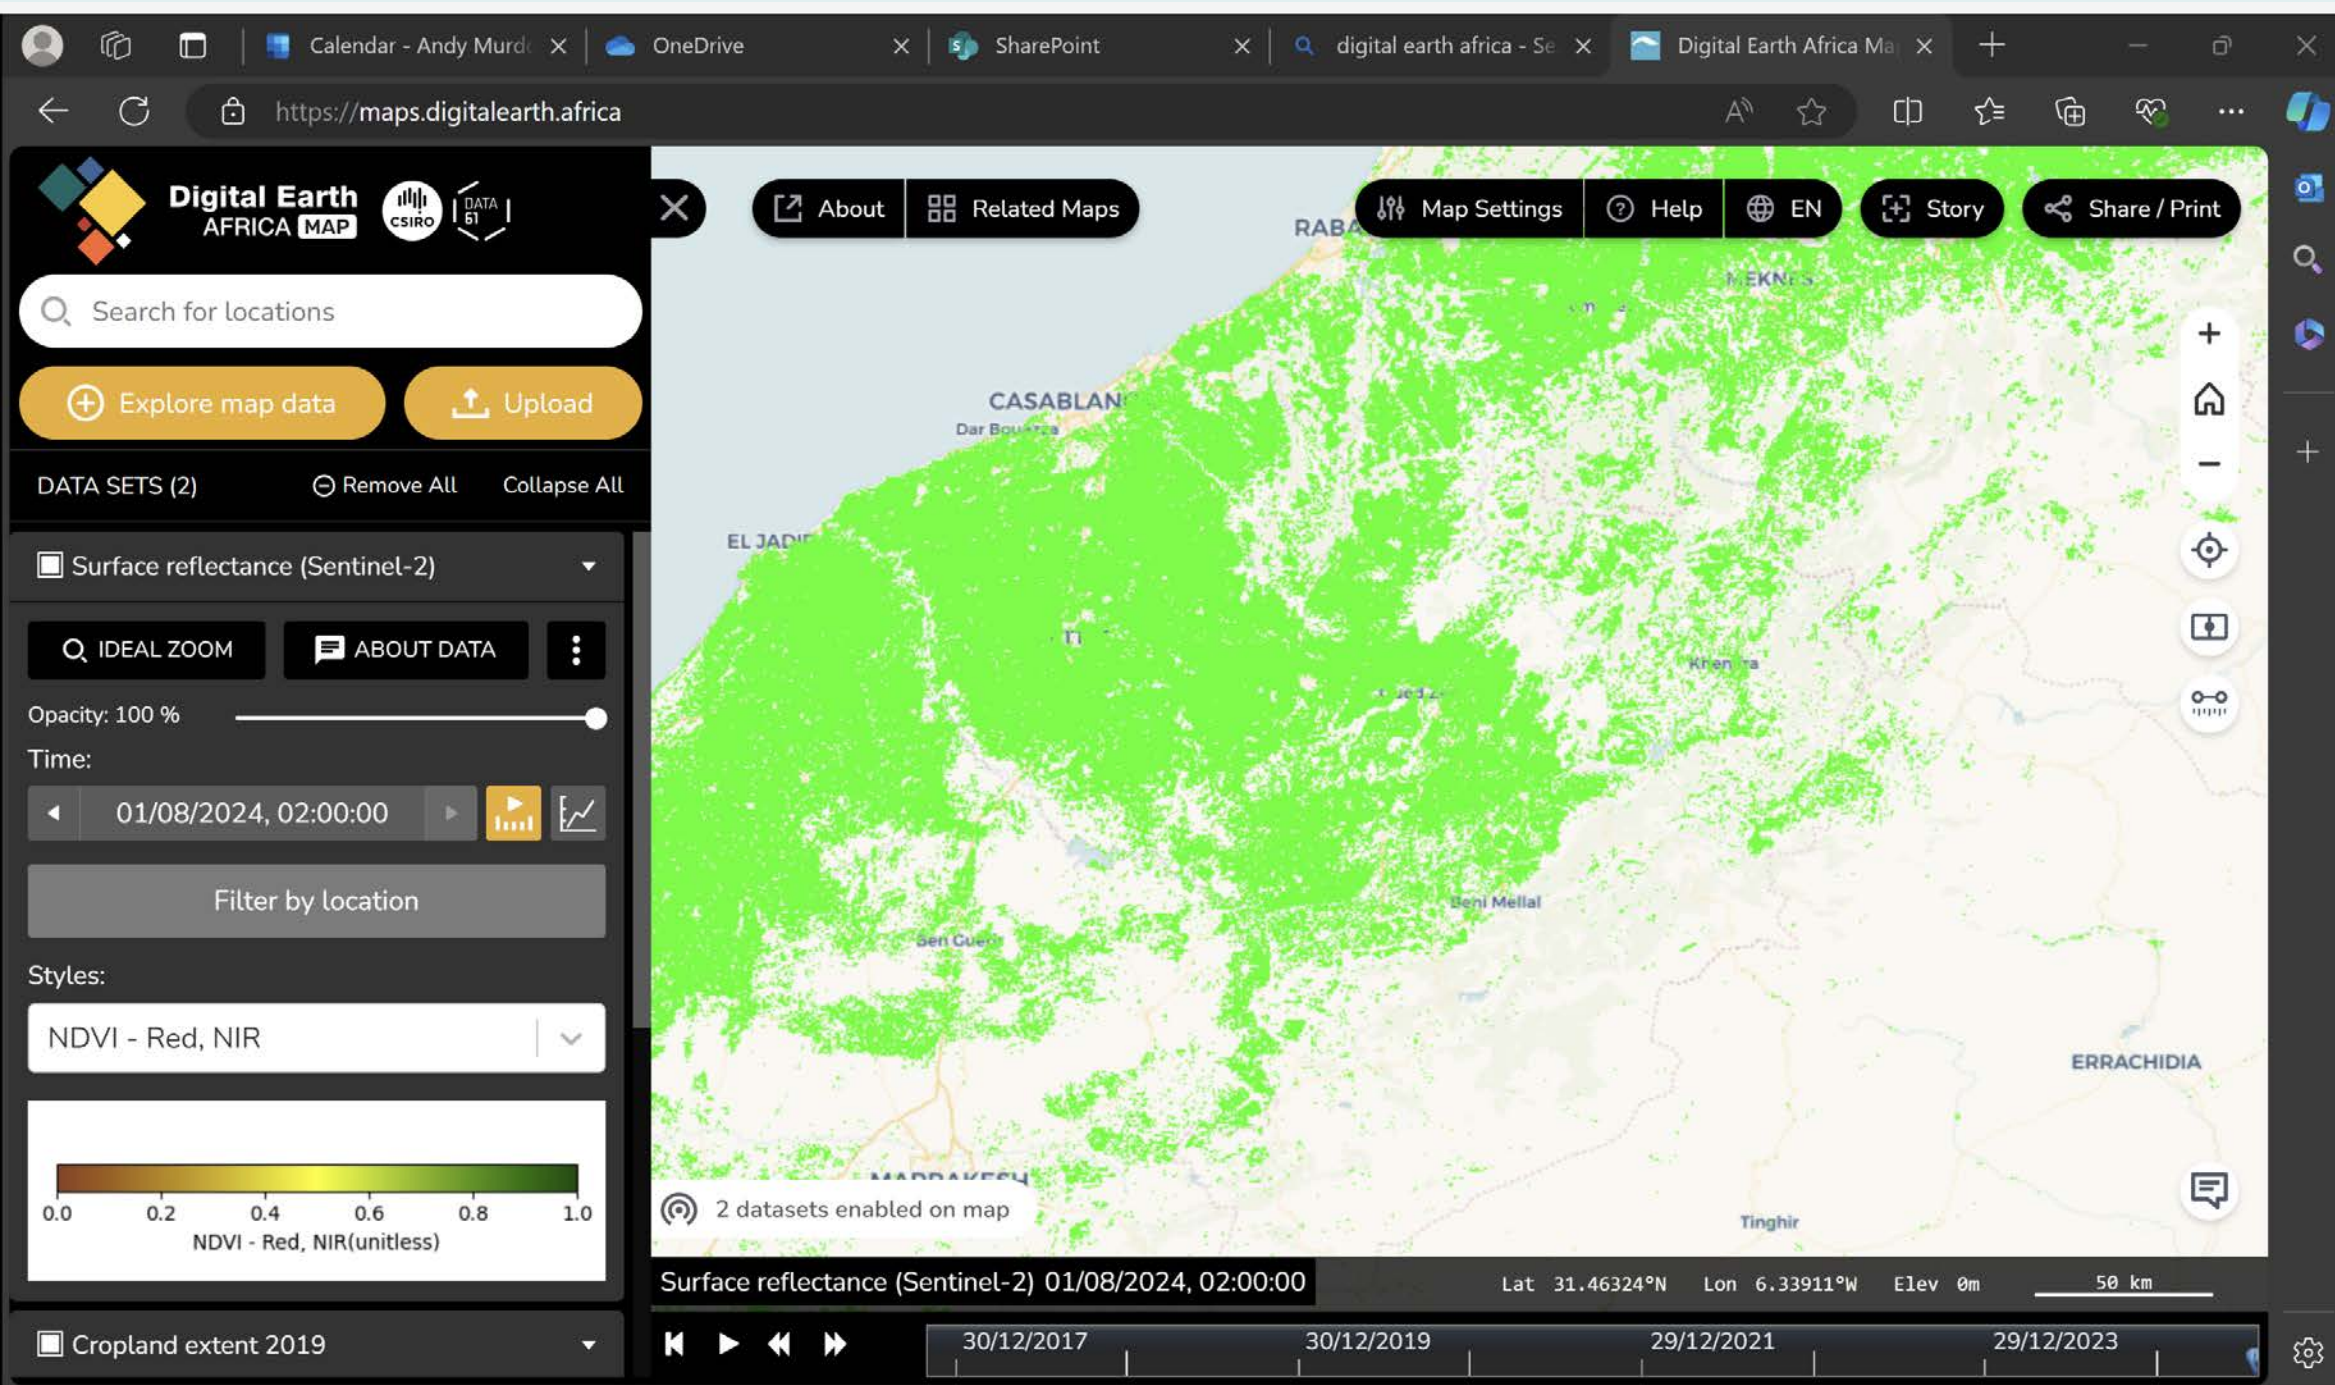 Calendar - Andy Murd
OneDrive
SharePoint
digital earth africa - Se
Digital Earth Africa Ma
https://maps.digitalearth.africa
Digital Earth
AFRICA MAP
CSIRO
DATA
61
About
Related Maps
Map Settings
Help
EN
Story
Share / Print
Search for locations
Explore map data
Upload
DATA SETS (2)
Remove All
Collapse All
Surface reflectance (Sentinel-2)
IDEAL ZOOM
ABOUT DATA
Opacity: 100 %
Time:
01/08/2024, 02:00:00
Filter by location
Styles:
NDVI - Red, NIR
0.0 0.2 0.4 0.6 0.8 1.0
NDVI - Red, NIR(unitless)
Cropland extent 2019
RABA
MEKNES
CASABLAN
Dar Bouazza
EL JADI
Beni Mellal
ERRACHIDIA
MARRAKESH
Tinghir
2 datasets enabled on map
Surface reflectance (Sentinel-2) 01/08/2024, 02:00:00
Lat 31.46324°N Lon 6.33911°W Elev 0m 50 km
30/12/2017 30/12/2019 29/12/2021 29/12/2023